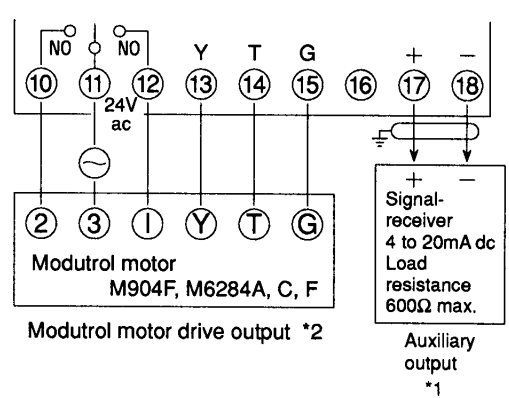 NO NO Y T G + −
10 11 12 13 14 15 16 17 18
24V
ac
2 3 I Y T G
Modutrol motor
M904F, M6284A, C, F
Modutrol motor drive output *2
+ −
Signal-
receiver
4 to 20mA dc
Load
resistance
600Ω max.
Auxiliary
output
*1